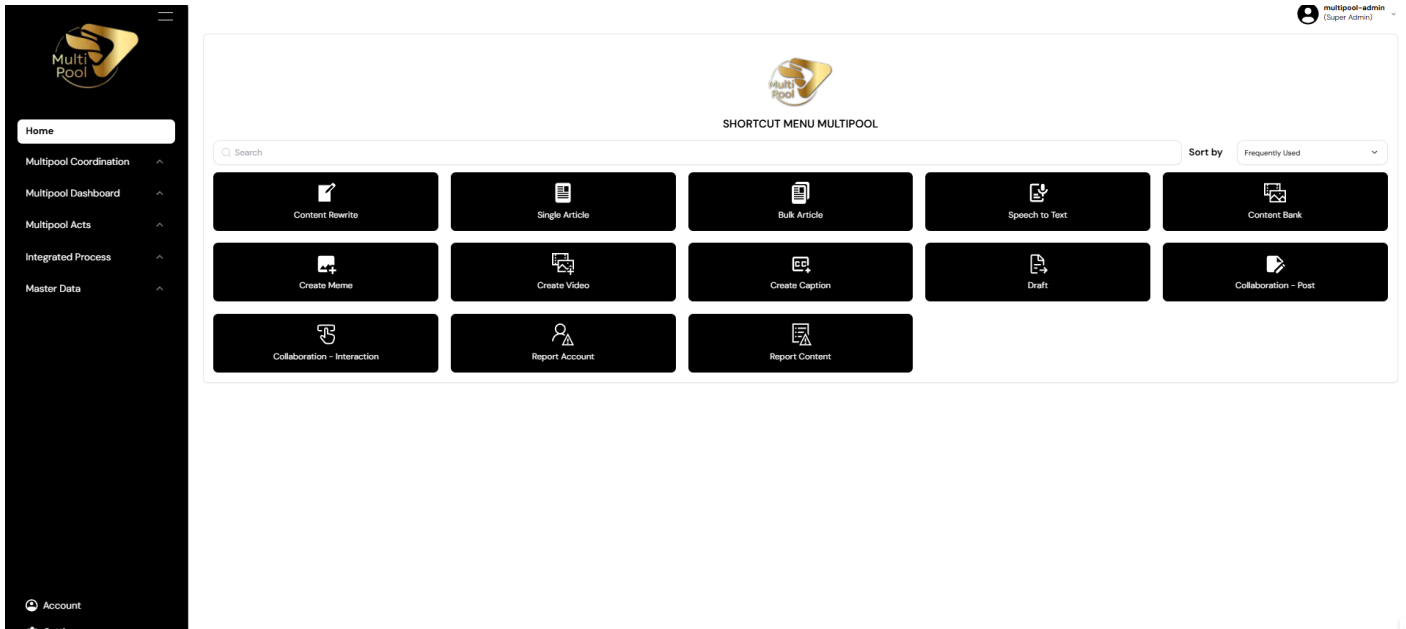 multipool-admin
(Super Admin)
Multi
Pool
Home
Multipool Coordination
Multipool Dashboard
Multipool Acts
Integrated Process
Master Data
Account
Multi
Pool
SHORTCUT MENU MULTIPOOL
Search
Sort by
Frequently Used
Content Rewrite
Single Article
Bulk Article
Speech to Text
Content Bank
Create Meme
Create Video
CC
Create Caption
Draft
Collaboration - Post
Collaboration - Interaction
Report Account
Report Content